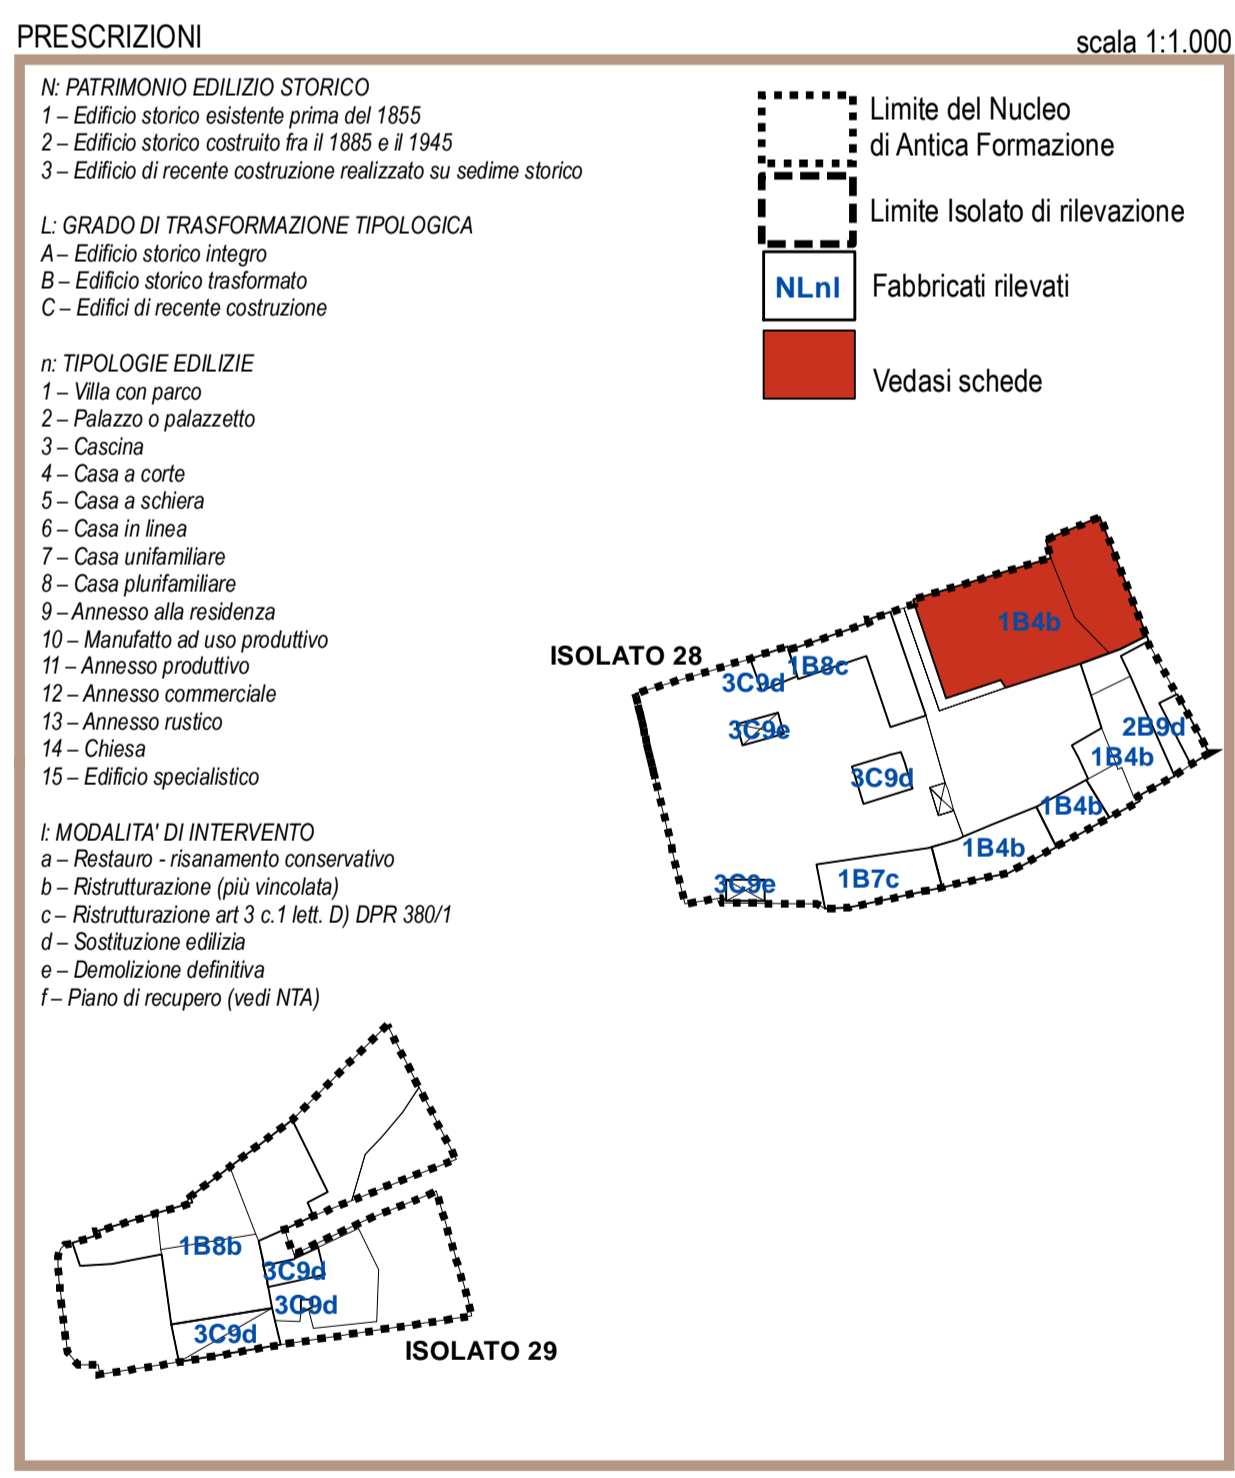 PRESCRIZIONI
scala 1:1.000
N: PATRIMONIO EDILIZIO STORICO
1 – Edificio storico esistente prima del 1855
2 – Edificio storico costruito fra il 1885 e il 1945
3 – Edificio di recente costruzione realizzato su sedime storico
L: GRADO DI TRASFORMAZIONE TIPOLOGICA
A – Edificio storico integro
B – Edificio storico trasformato
C – Edifici di recente costruzione
n: TIPOLOGIE EDILIZIE
1 – Villa con parco
2 – Palazzo o palazzetto
3 – Cascina
4 – Casa a corte
5 – Casa a schiera
6 – Casa in linea
7 – Casa unifamiliare
8 – Casa plurifamiliare
9 – Annesso alla residenza
10 – Manufatto ad uso produttivo
11 – Annesso produttivo
12 – Annesso commerciale
13 – Annesso rustico
14 – Chiesa
15 – Edificio specialistico
I: MODALITA' DI INTERVENTO
a – Restauro - risanamento conservativo
b – Ristrutturazione (più vincolata)
c – Ristrutturazione art 3 c.1 lett. D) DPR 380/1
d – Sostituzione edilizia
e – Demolizione definitiva
f – Piano di recupero (vedi NTA)
Limite del Nucleo
di Antica Formazione
Limite Isolato di rilevazione
NLnI
Fabbricati rilevati
Vedasi schede
ISOLATO 28
1B4b
1B8c
3C9d
3C9e
2B9d
1B4b
3C9d
1B4b
1B4b
1B7c
3C9e
1B8b
3C9d
3C9d
3C9d
ISOLATO 29